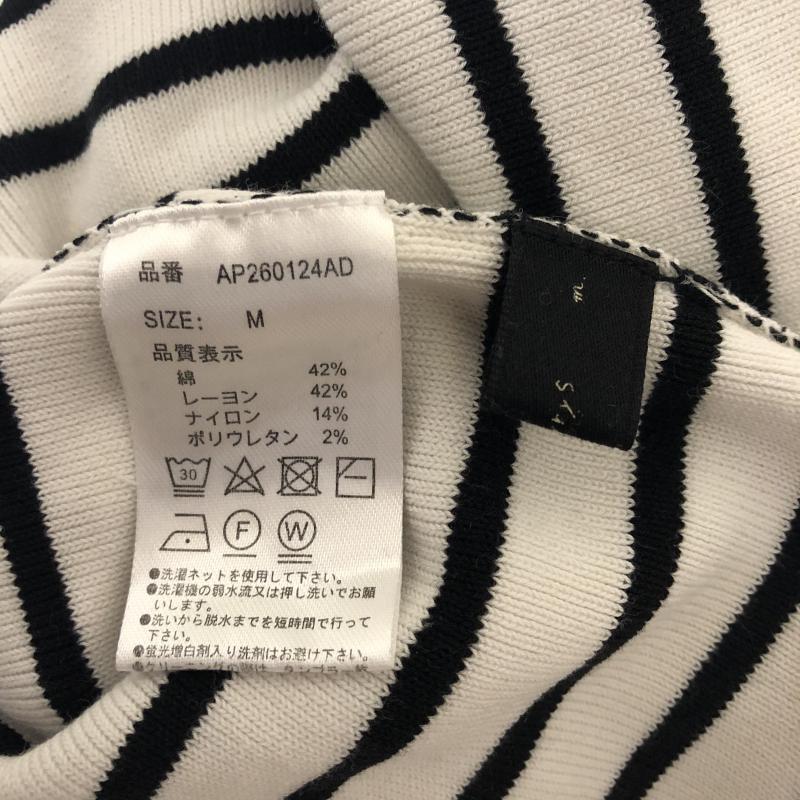 品番 AP260124AD
SIZE: M
品質表示
綿 42%
レーヨン 42%
ナイロン 14%
ポリウレタン 2%
30
F W
●洗濯ネットを使用して下さい。
●洗濯機の弱水流又は押し洗いでお願
いします。
●洗いから脱水までを短時間で行って
下さい。
●蛍光増白剤入り洗剤はお避け下さい。
m.